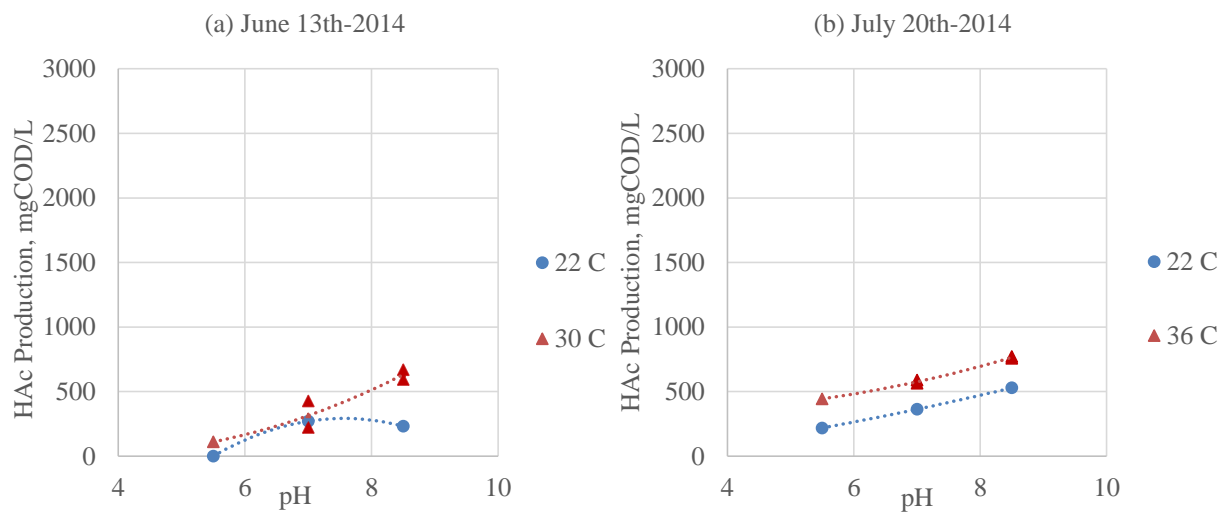 (a) June 13th-2014
3000
2500
2000
1500
1000
500
0
4
6
8
10
HAc Production, mgCOD/L
pH
22 C
30 C
(b) July 20th-2014
3000
2500
2000
1500
1000
500
0
4
6
8
10
HAc Production, mgCOD/L
pH
22 C
36 C